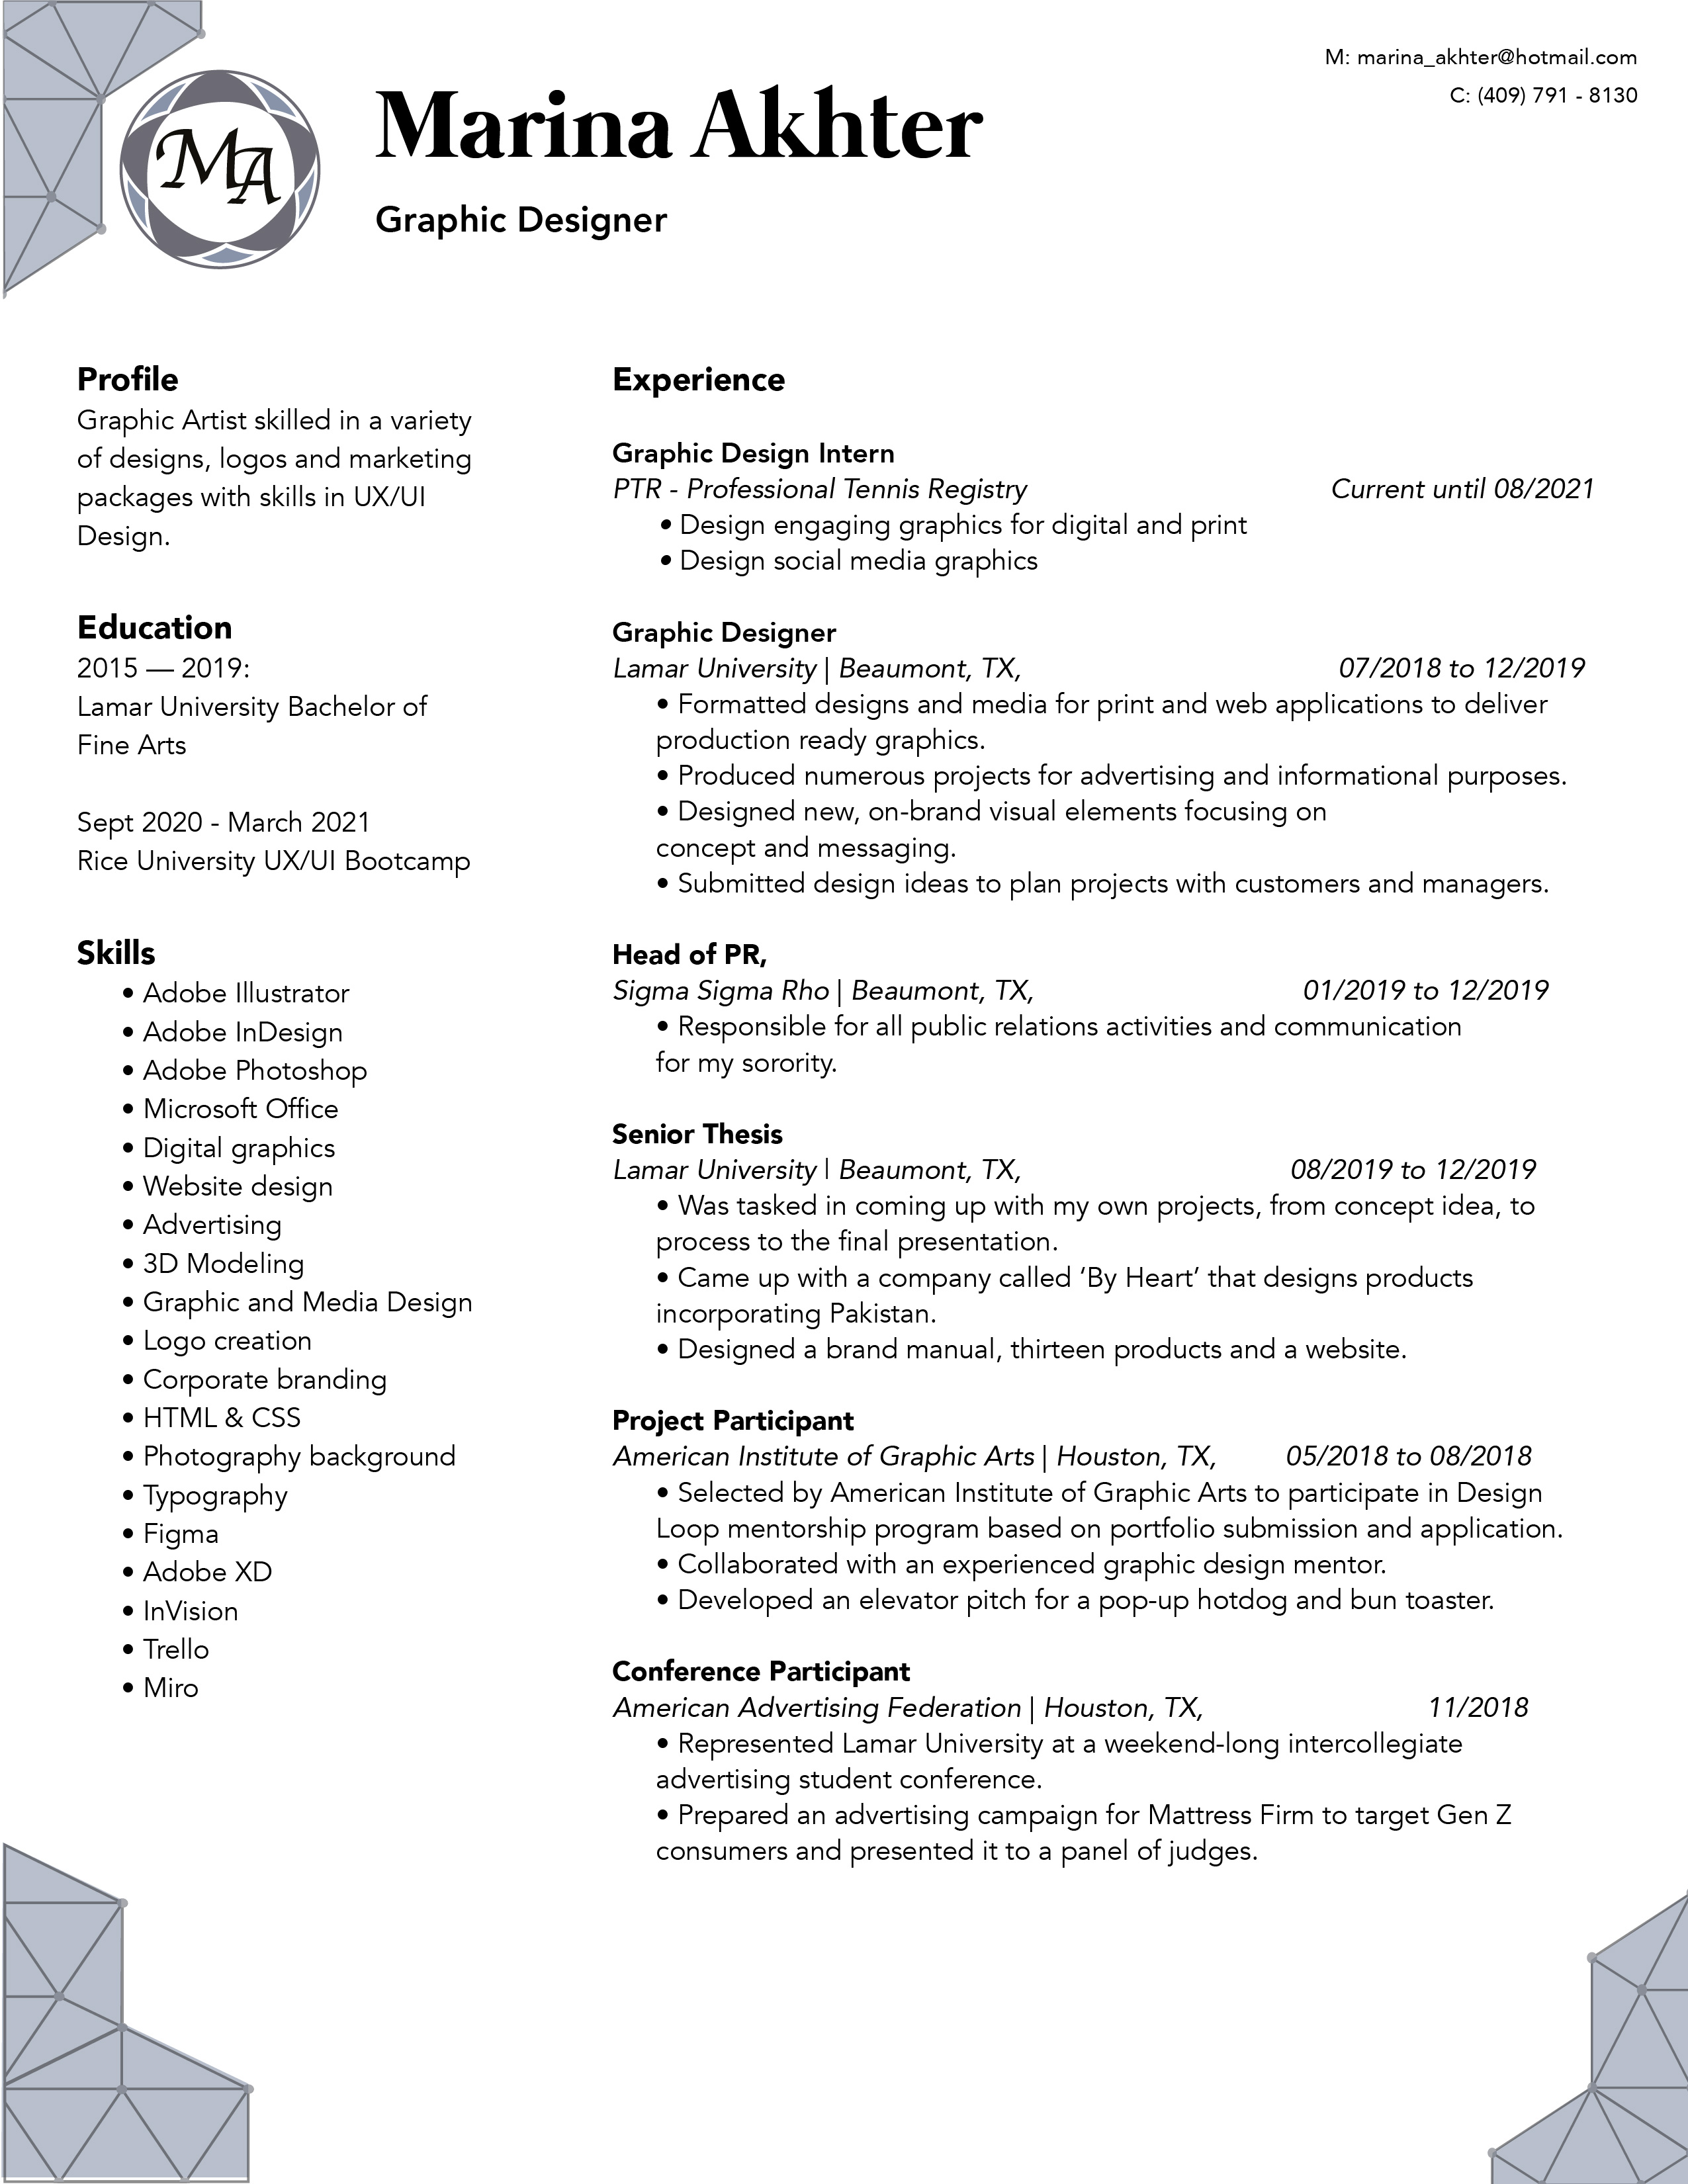 M: marina_akhter@hotmail.com
C: (409) 791 - 8130
MA
Marina Akhter
Graphic Designer
Profile
Graphic Artist skilled in a variety
of designs, logos and marketing
packages with skills in UX/UI
Design.
Education
2015 — 2019:
Lamar University Bachelor of
Fine Arts
Sept 2020 - March 2021
Rice University UX/UI Bootcamp
Skills
• Adobe Illustrator
• Adobe InDesign
• Adobe Photoshop
• Microsoft Office
• Digital graphics
• Website design
• Advertising
• 3D Modeling
• Graphic and Media Design
• Logo creation
• Corporate branding
• HTML & CSS
• Photography background
• Typography
• Figma
• Adobe XD
• InVision
• Trello
• Miro
Experience
Graphic Design Intern
PTR - Professional Tennis Registry Current until 08/2021
• Design engaging graphics for digital and print
• Design social media graphics
Graphic Designer
Lamar University | Beaumont, TX, 07/2018 to 12/2019
• Formatted designs and media for print and web applications to deliver
production ready graphics.
• Produced numerous projects for advertising and informational purposes.
• Designed new, on-brand visual elements focusing on
concept and messaging.
• Submitted design ideas to plan projects with customers and managers.
Head of PR,
Sigma Sigma Rho | Beaumont, TX, 01/2019 to 12/2019
• Responsible for all public relations activities and communication
for my sorority.
Senior Thesis
Lamar University | Beaumont, TX, 08/2019 to 12/2019
• Was tasked in coming up with my own projects, from concept idea, to
process to the final presentation.
• Came up with a company called ‘By Heart’ that designs products
incorporating Pakistan.
• Designed a brand manual, thirteen products and a website.
Project Participant
American Institute of Graphic Arts | Houston, TX, 05/2018 to 08/2018
• Selected by American Institute of Graphic Arts to participate in Design
Loop mentorship program based on portfolio submission and application.
• Collaborated with an experienced graphic design mentor.
• Developed an elevator pitch for a pop-up hotdog and bun toaster.
Conference Participant
American Advertising Federation | Houston, TX, 11/2018
• Represented Lamar University at a weekend-long intercollegiate
advertising student conference.
• Prepared an advertising campaign for Mattress Firm to target Gen Z
consumers and presented it to a panel of judges.